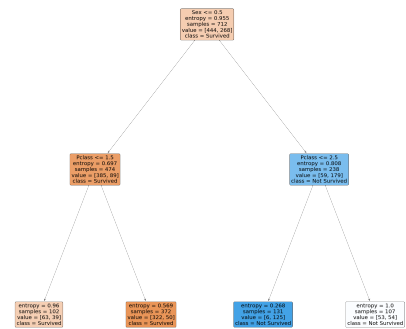 Sex <= 0.5
entropy = 0.955
samples = 712
value = [444, 268]
class = Survived
Pclass <= 1.5
entropy = 0.697
samples = 474
value = [385, 89]
class = Survived
Pclass <= 2.5
entropy = 0.808
samples = 238
value = [59, 179]
class = Not Survived
entropy = 0.96
samples = 102
value = [63, 39]
class = Survived
entropy = 0.569
samples = 372
value = [322, 50]
class = Survived
entropy = 0.268
samples = 131
value = [6, 125]
class = Not Survived
entropy = 1.0
samples = 107
value = [53, 54]
class = Not Survived